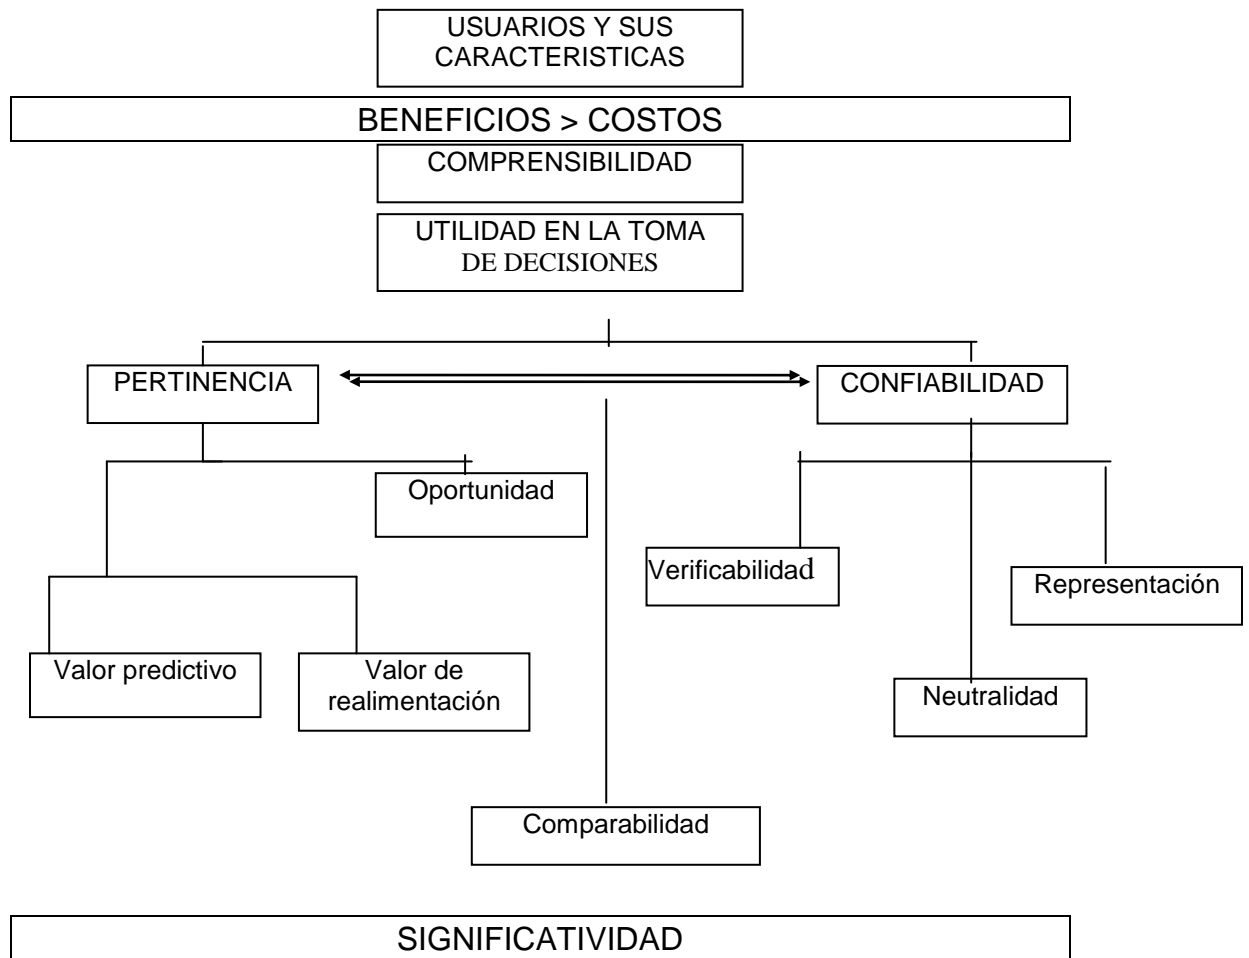 USUARIOS Y SUS
CARACTERISTICAS
BENEFICIOS > COSTOS
COMPRENSIBILIDAD
UTILIDAD EN LA TOMA
DE DECISIONES
PERTINENCIA
CONFIABILIDAD
Oportunidad
Verificabilidad
Representación
Valor predictivo
Valor de
realimentación
Neutralidad
Comparabilidad
SIGNIFICATIVIDAD